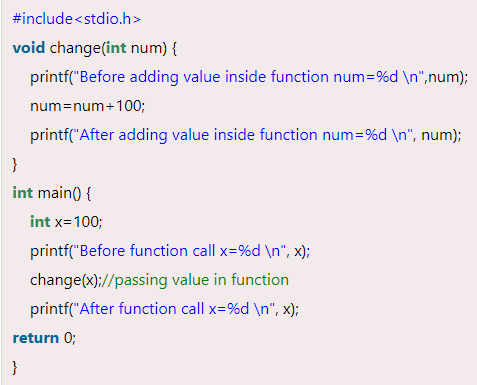 #include<stdio.h>
void change(int num) {
printf("Before adding value inside function num=%d \n",num);
num=num+100;
printf("After adding value inside function num=%d \n", num);
}
int main() {
int x=100;
printf("Before function call x=%d \n", x);
change(x);//passing value in function
printf("After function call x=%d \n", x);
return 0;
}